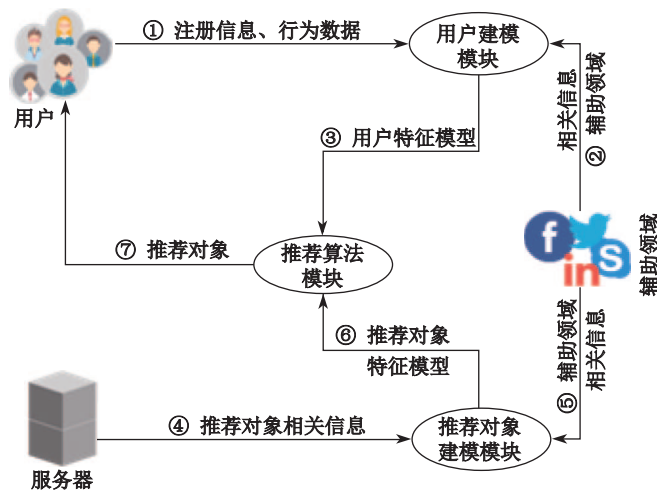 ① 注册信息、行为数据
用户建模
模块
用户
③ 用户特征模型
② 辅助领域
相关信息
⑦ 推荐对象
推荐算法
模块
f
in
S
辅助领域
⑥ 推荐对象
特征模型
⑤ 辅助领域
相关信息
④ 推荐对象相关信息
推荐对象
建模模块
服务器